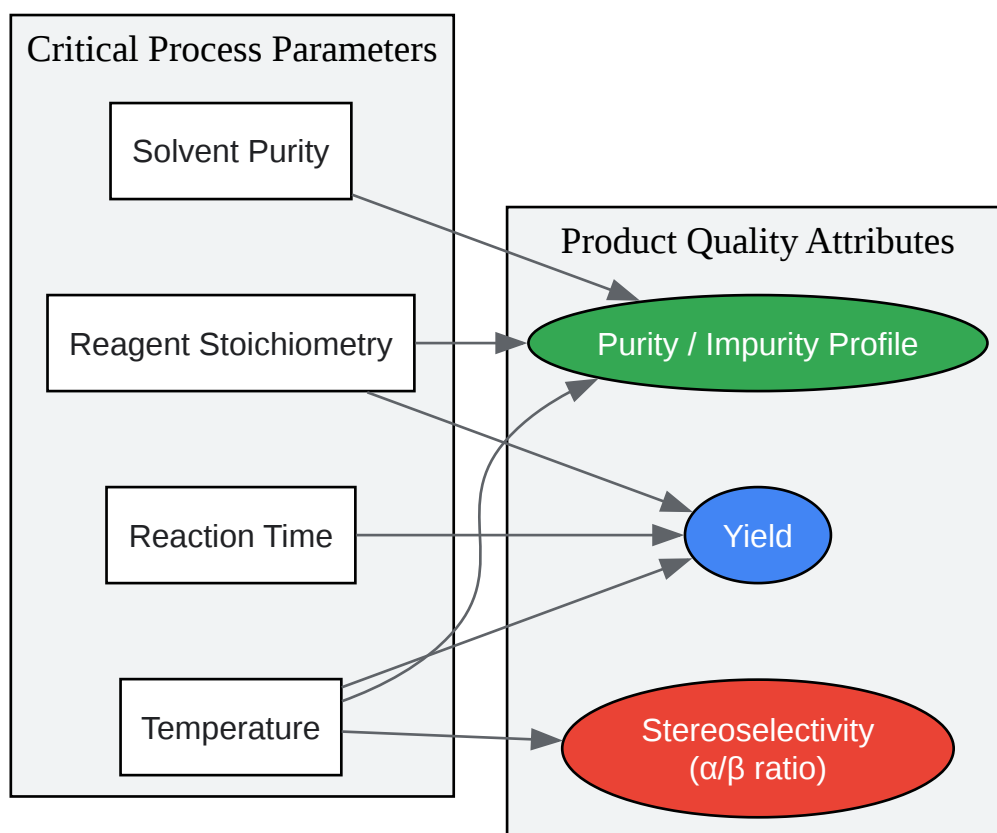 Critical Process Parameters
Solvent Purity
Reagent Stoichiometry
Reaction Time
Temperature
Product Quality Attributes
Purity / Impurity Profile
Yield
Stereoselectivity
(α/β ratio)